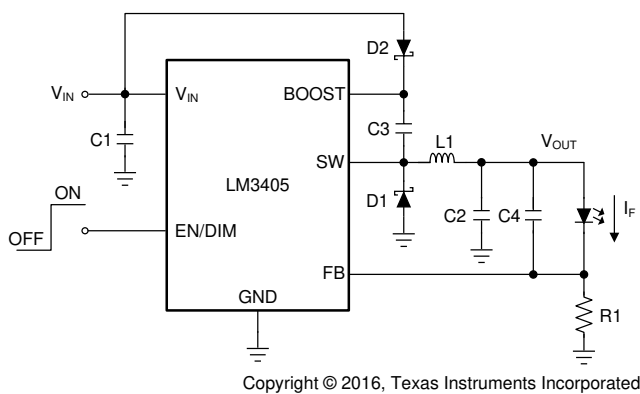 D2
V_IN
V_IN
BOOST
C1
C3
L1
V_OUT
SW
LM3405
ON
D1
C2
C4
I_F
OFF
EN/DIM
FB
GND
R1
Copyright © 2016, Texas Instruments Incorporated